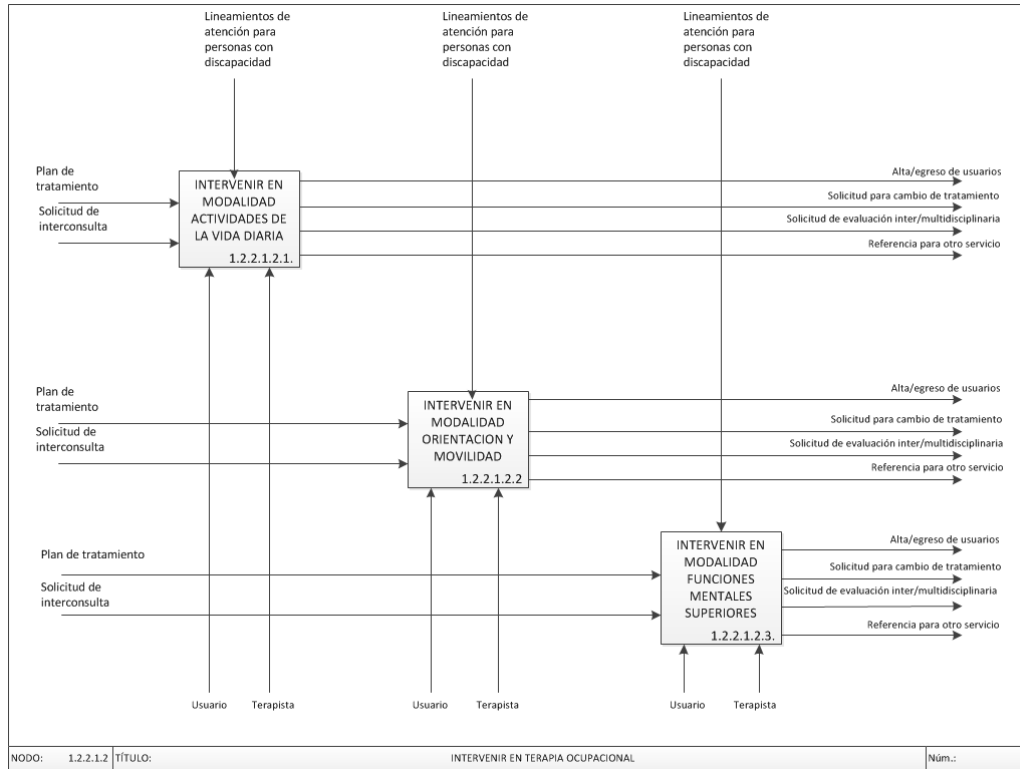 Lineamientos de
atención para
personas con
discapacidad
Lineamientos de
atención para
personas con
discapacidad
Lineamientos de
atención para
personas con
discapacidad
Plan de
tratamiento
Solicitud de
interconsulta
INTERVENIR EN
MODALIDAD
ACTIVIDADES DE
LA VIDA DIARIA
1.2.2.1.2.1.
Alta/egreso de usuarios
Solicitud para cambio de tratamiento
Solicitud de evaluación inter/multidisciplinaria
Referencia para otro servicio
Plan de
tratamiento
Solicitud de
interconsulta
INTERVENIR EN
MODALIDAD
ORIENTACION Y
MOVILIDAD
1.2.2.1.2.2
Alta/egreso de usuarios
Solicitud para cambio de tratamiento
Solicitud de evaluación inter/multidisciplinaria
Referencia para otro servicio
Plan de tratamiento
Solicitud de
interconsulta
INTERVENIR EN
MODALIDAD
FUNCIONES
MENTALES
SUPERIORES
1.2.2.1.2.3.
Alta/egreso de usuarios
Solicitud para cambio de tratamiento
Solicitud de evaluación inter/multidisciplinaria
Referencia para otro servicio
Usuario Terapista
Usuario Terapista
Usuario Terapista
NODO: 1.2.2.1.2 TÍTULO: INTERVENIR EN TERAPIA OCUPACIONAL Núm.: